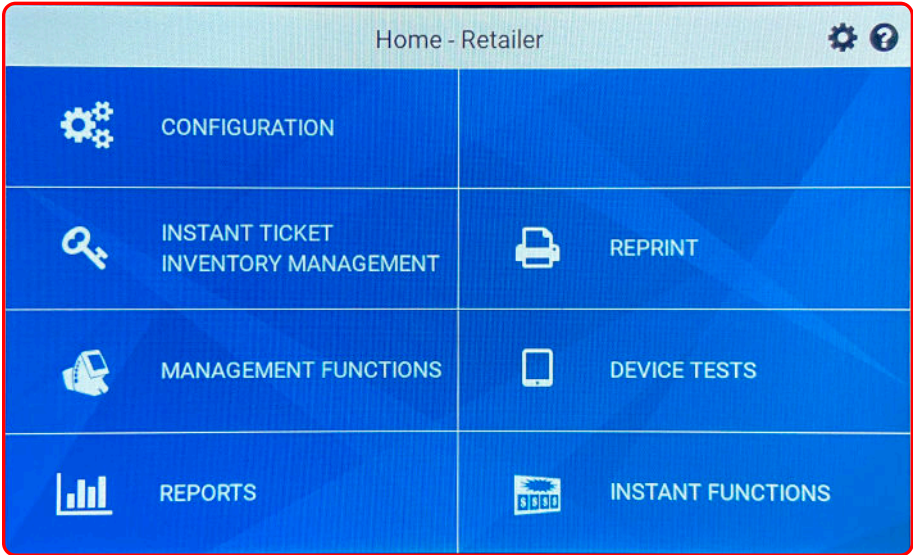 Home - Retailer
CONFIGURATION
INSTANT TICKET
INVENTORY MANAGEMENT
REPRINT
MANAGEMENT FUNCTIONS
DEVICE TESTS
REPORTS
INSTANT FUNCTIONS